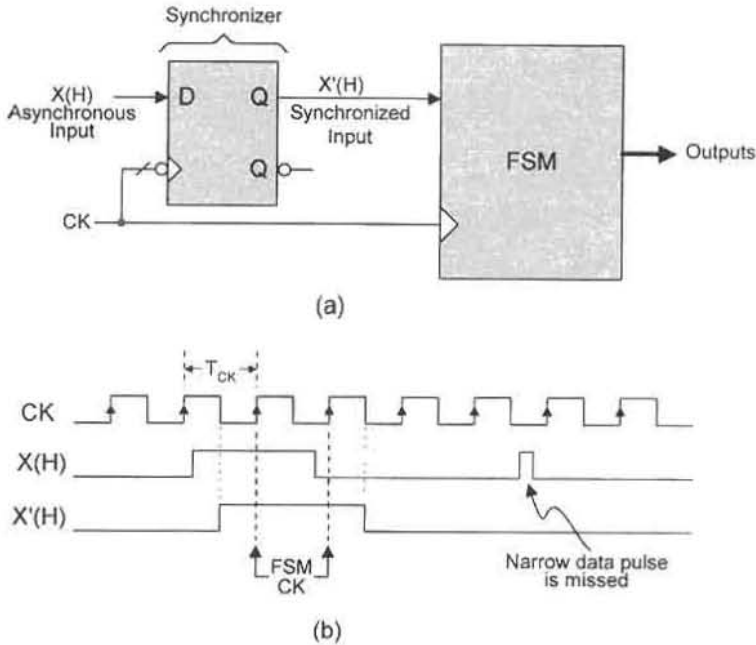 Synchronizer
X(H)
Asynchronous
Input
D
Q
X'(H)
Synchronized
Input
Q
CK
FSM
Outputs
(a)
T_CK
CK
X(H)
X'(H)
FSM
CK
Narrow data pulse
is missed
(b)